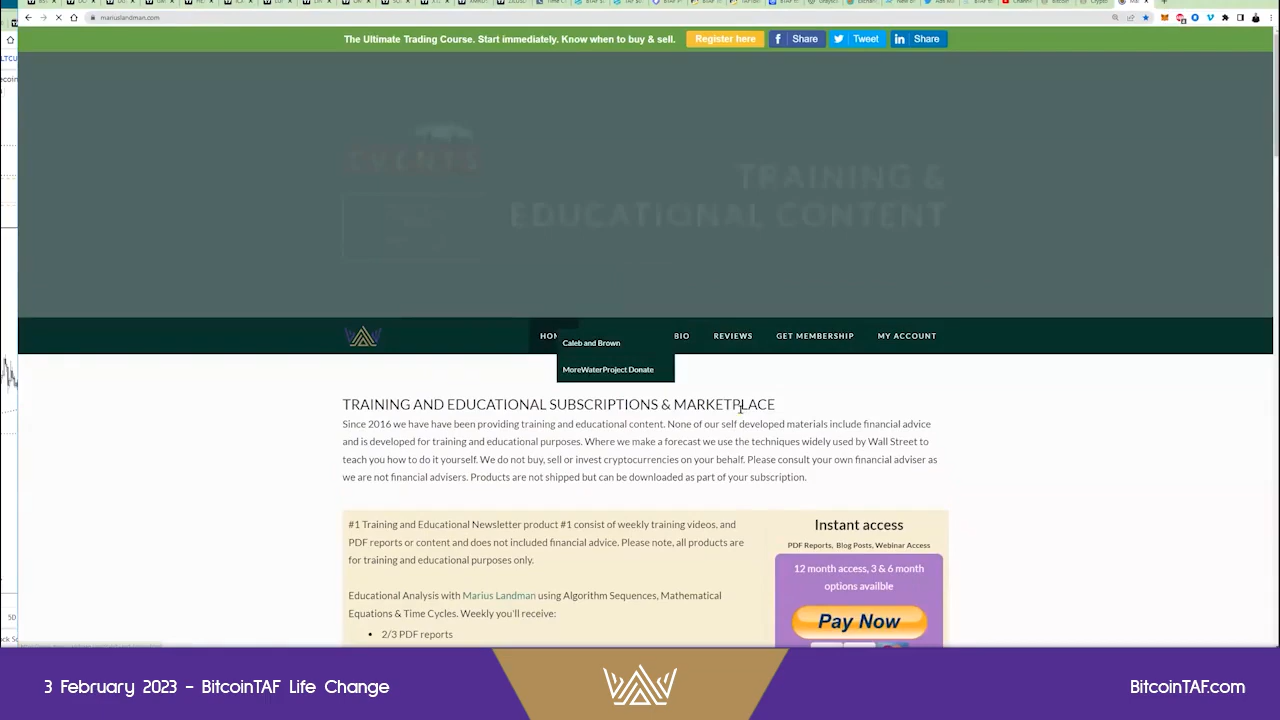 mariuslandman.com
The Ultimate Trading Course. Start immediately. Know when to buy & sell.
Register here
Share
Tweet
Share
EVENTS
TRAINING &
EDUCATIONAL CONTENT
HOM
BIO
REVIEWS
GET MEMBERSHIP
MY ACCOUNT
Caleb and Brown
MoreWaterProject Donate
TRAINING AND EDUCATIONAL SUBSCRIPTIONS & MARKETPLACE
Since 2016 we have have been providing training and educational content. None of our self developed materials include financial advice
and is developed for training and educational purposes. Where we make a forecast we use the techniques widely used by Wall Street to
teach you how to do it yourself. We do not buy, sell or invest cryptocurrencies on your behalf. Please consult your own financial adviser as
we are not financial advisers. Products are not shipped but can be downloaded as part of your subscription.
#1 Training and Educational Newsletter product #1 consist of weekly training videos, and
PDF reports or content and does not included financial advice. Please note, all products are
for training and educational purposes only.
Educational Analysis with Marius Landman using Algorithm Sequences, Mathematical
Equations & Time Cycles. Weekly you'll receive:
• 2/3 PDF reports
Instant access
PDF Reports, Blog Posts, Webinar Access
12 month access, 3 & 6 month
options availble
Pay Now
50
3 February 2023 - BitcoinTAF Life Change
BitcoinTAF.com